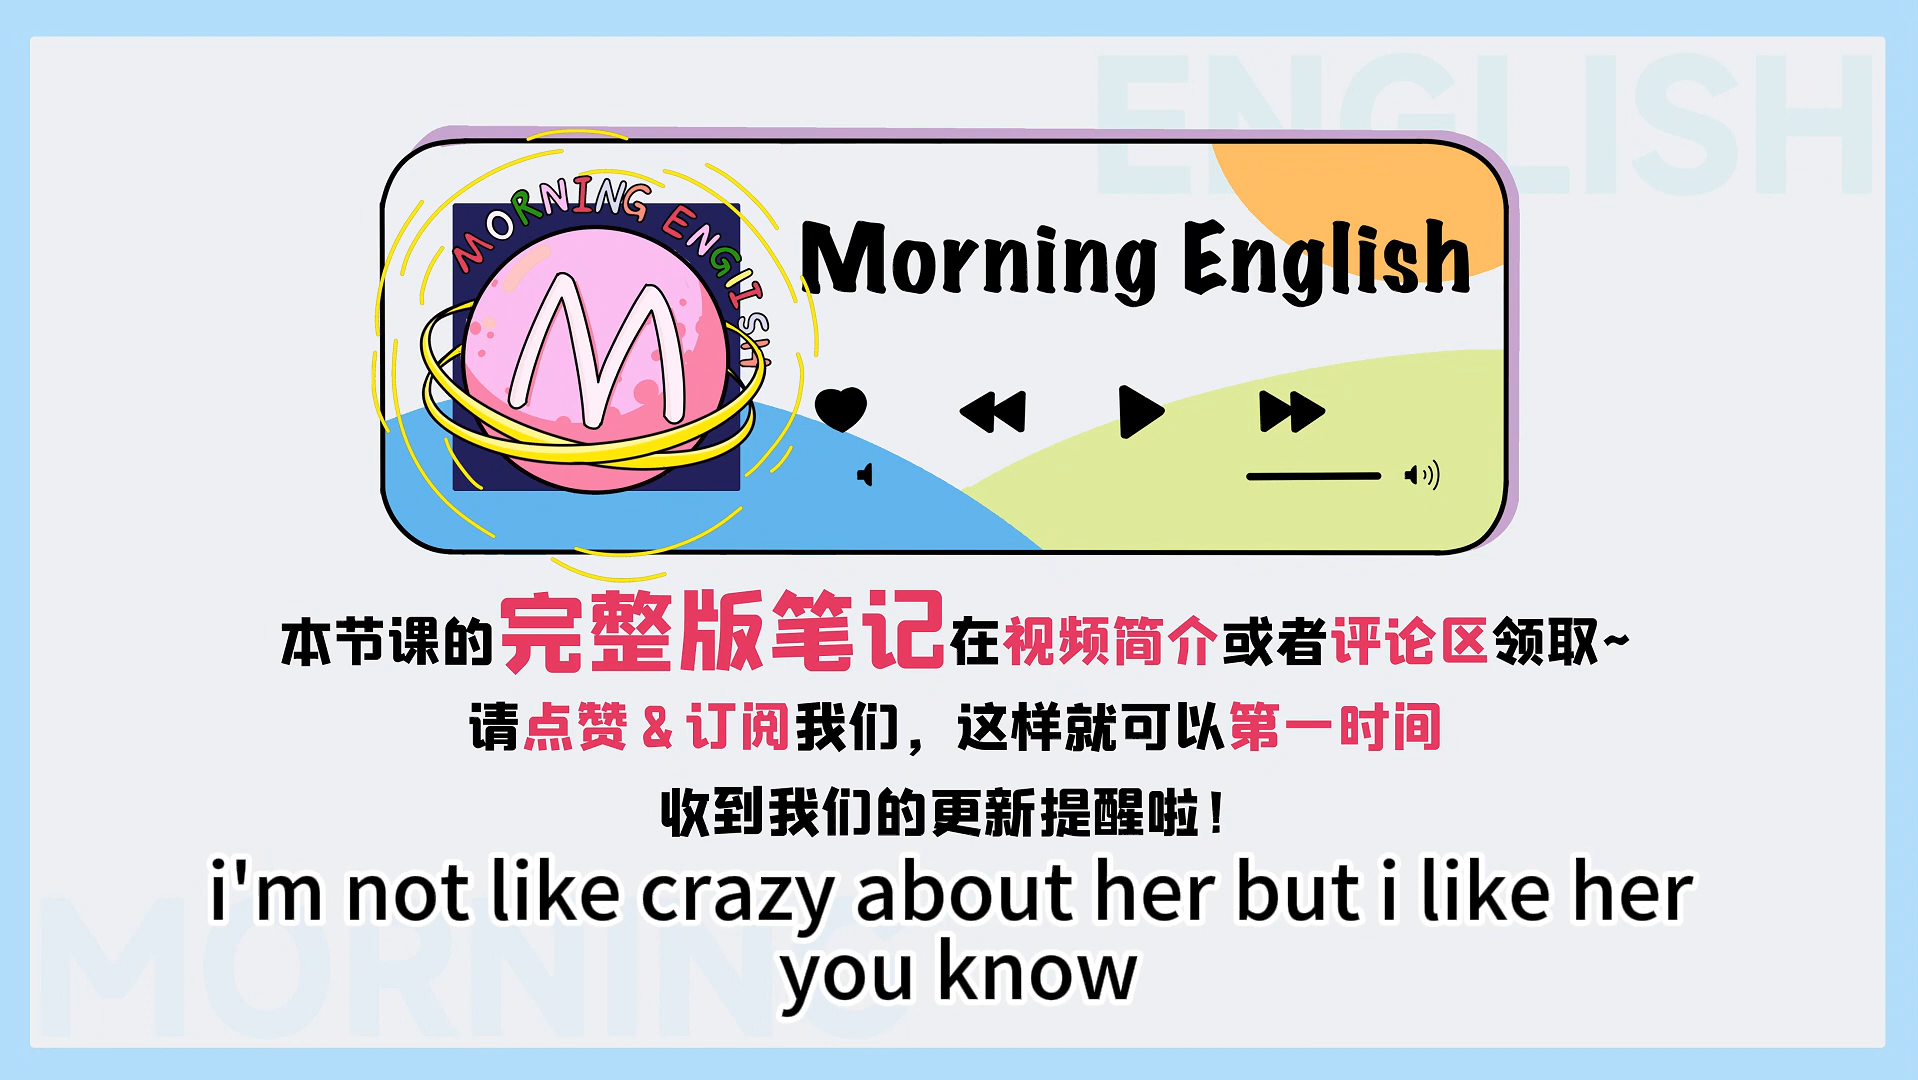 ENGLISH
MORNING ENGLISH
M
Morning English
本节课的完整版笔记在视频简介或者评论区领取~
请点赞&订阅我们，这样就可以第一时间
收到我们的更新提醒啦！
MORNING
i'm not like crazy about her but i like her
you know